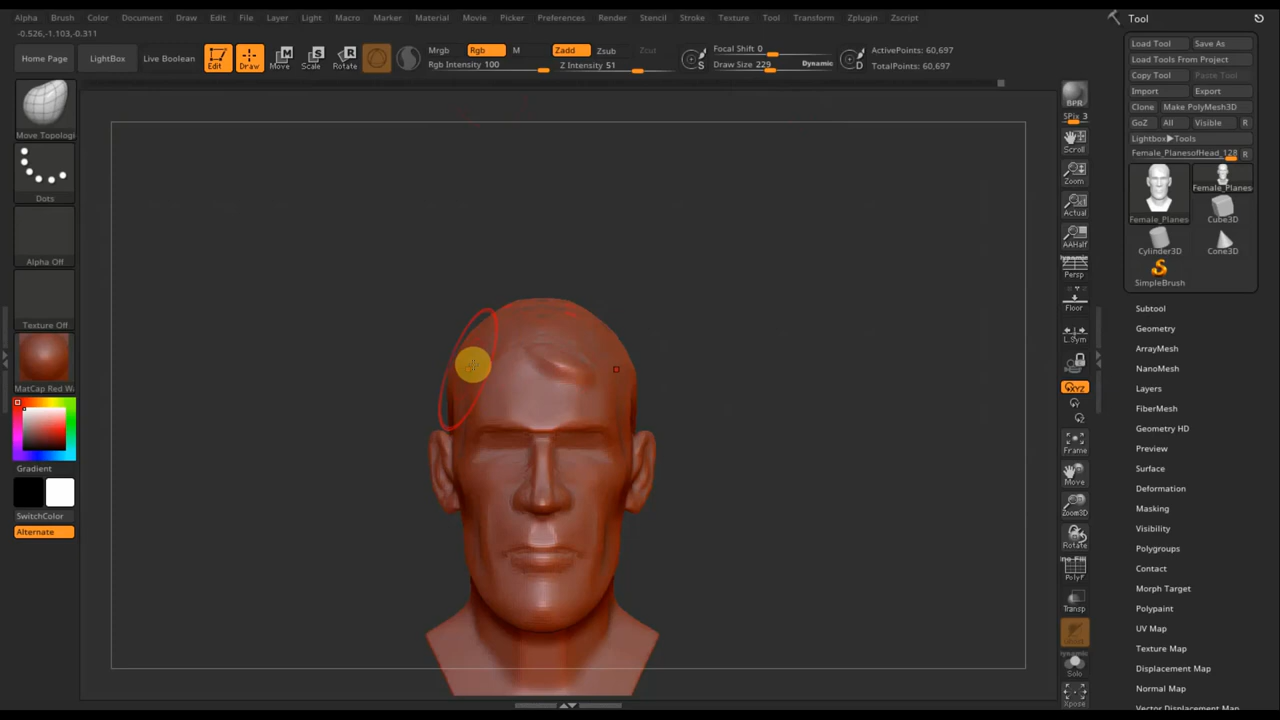 Alpha Brush Color Document Draw Edit File Layer Light Macro Marker Material Movie Picker Preferences Render Stencil Stroke Texture Tool Transform Zplugin Zscript
Tool
-0.526,-1.103,-0.311
Home Page LightBox Live Boolean Edit Draw Move Scale Rotate
Mrgb Rgb M
Rgb Intensity 100
Zadd Zsub Zcut
Z Intensity 51
S
Focal Shift 0
Draw Size 229 Dynamic
D
ActivePoints: 60,697
TotalPoints: 60,697
Load Tool Save As
Load Tools From Project
Copy Tool Paste Tool
Import Export
Clone Make PolyMesh3D
GoZ All Visible R
Lightbox▶Tools
Female_PlanesofHead_128 R
Female_Planes
Female_Planes Cube3D
Cylinder3D Cone3D
SimpleBrush
Subtool
Geometry
ArrayMesh
NanoMesh
Layers
FiberMesh
Geometry HD
Preview
Surface
Deformation
Masking
Visibility
Polygroups
Contact
Morph Target
Polypaint
UV Map
Texture Map
Displacement Map
Normal Map
Vector Displacement Map
Move Topologi
Dots
Alpha Off
Texture Off
MatCap Red Wa
Gradient
SwitchColor
Alternate
BPR
SPix 3
Scroll
Zoom
Actual
AAHalf
Dynamic
Persp
Floor
L.Sym
XYZ
Frame
Move
Zoom3D
Rotate
PolyF
Transp
Dynamic
Solo
Xpose